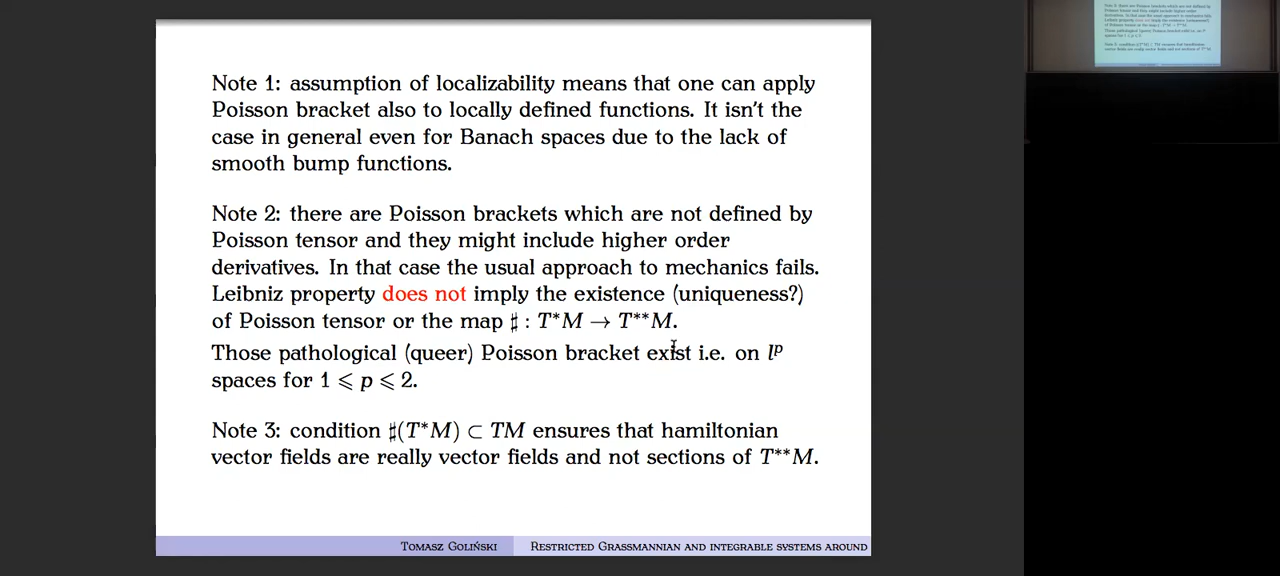 Note 1: assumption of localizability means that one can apply
Poisson bracket also to locally defined functions. It isn't the
case in general even for Banach spaces due to the lack of
smooth bump functions.
Note 2: there are Poisson brackets which are not defined by
Poisson tensor and they might include higher order
derivatives. In that case the usual approach to mechanics fails.
Leibniz property does not imply the existence (uniqueness?)
of Poisson tensor or the map ♯ : T*M → T**M.
Those pathological (queer) Poisson bracket exist i.e. on lᵖ
spaces for 1 ⩽ p ⩽ 2.
Note 3: condition ♯(T*M) ⊂ TM ensures that hamiltonian
vector fields are really vector fields and not sections of T**M.
Tomasz Goliński
Restricted Grassmannian and integrable systems around